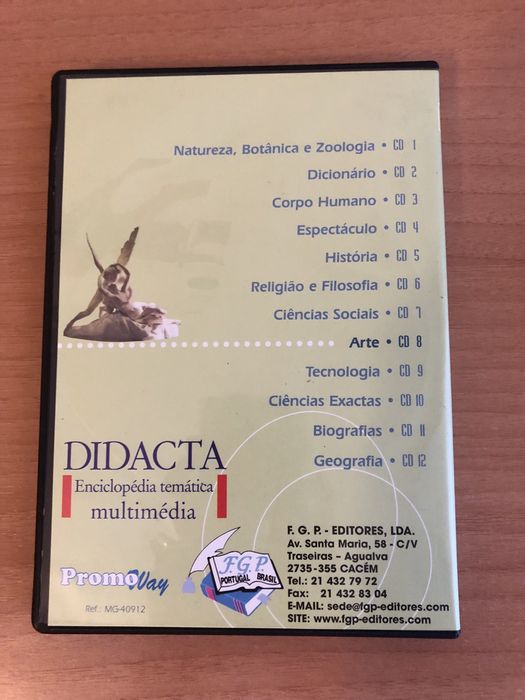 Natureza, Botânica e Zoologia • CD 1
Dicionário • CD 2
Corpo Humano • CD 3
Espectáculo • CD 4
História • CD 5
Religião e Filosofia • CD 6
Ciências Sociais • CD 7
Arte • CD 8
Tecnologia • CD 9
Ciências Exactas • CD 10
Biografias • CD 11
Geografia • CD 12
DIDACTA
Enciclopédia temática
multimédia
PromoWay
Ref.: MG-40912
F.G.P.
PORTUGAL BRASIL
F. G. P. - EDITORES, LDA.
Av. Santa Maria, 58 - C/V
Traseiras - Agualva
2735-355 CACÉM
Tel.: 21 432 79 72
Fax: 21 432 83 04
E-MAIL: sede@fgp-editores.com
SITE: www.fgp-editores.com